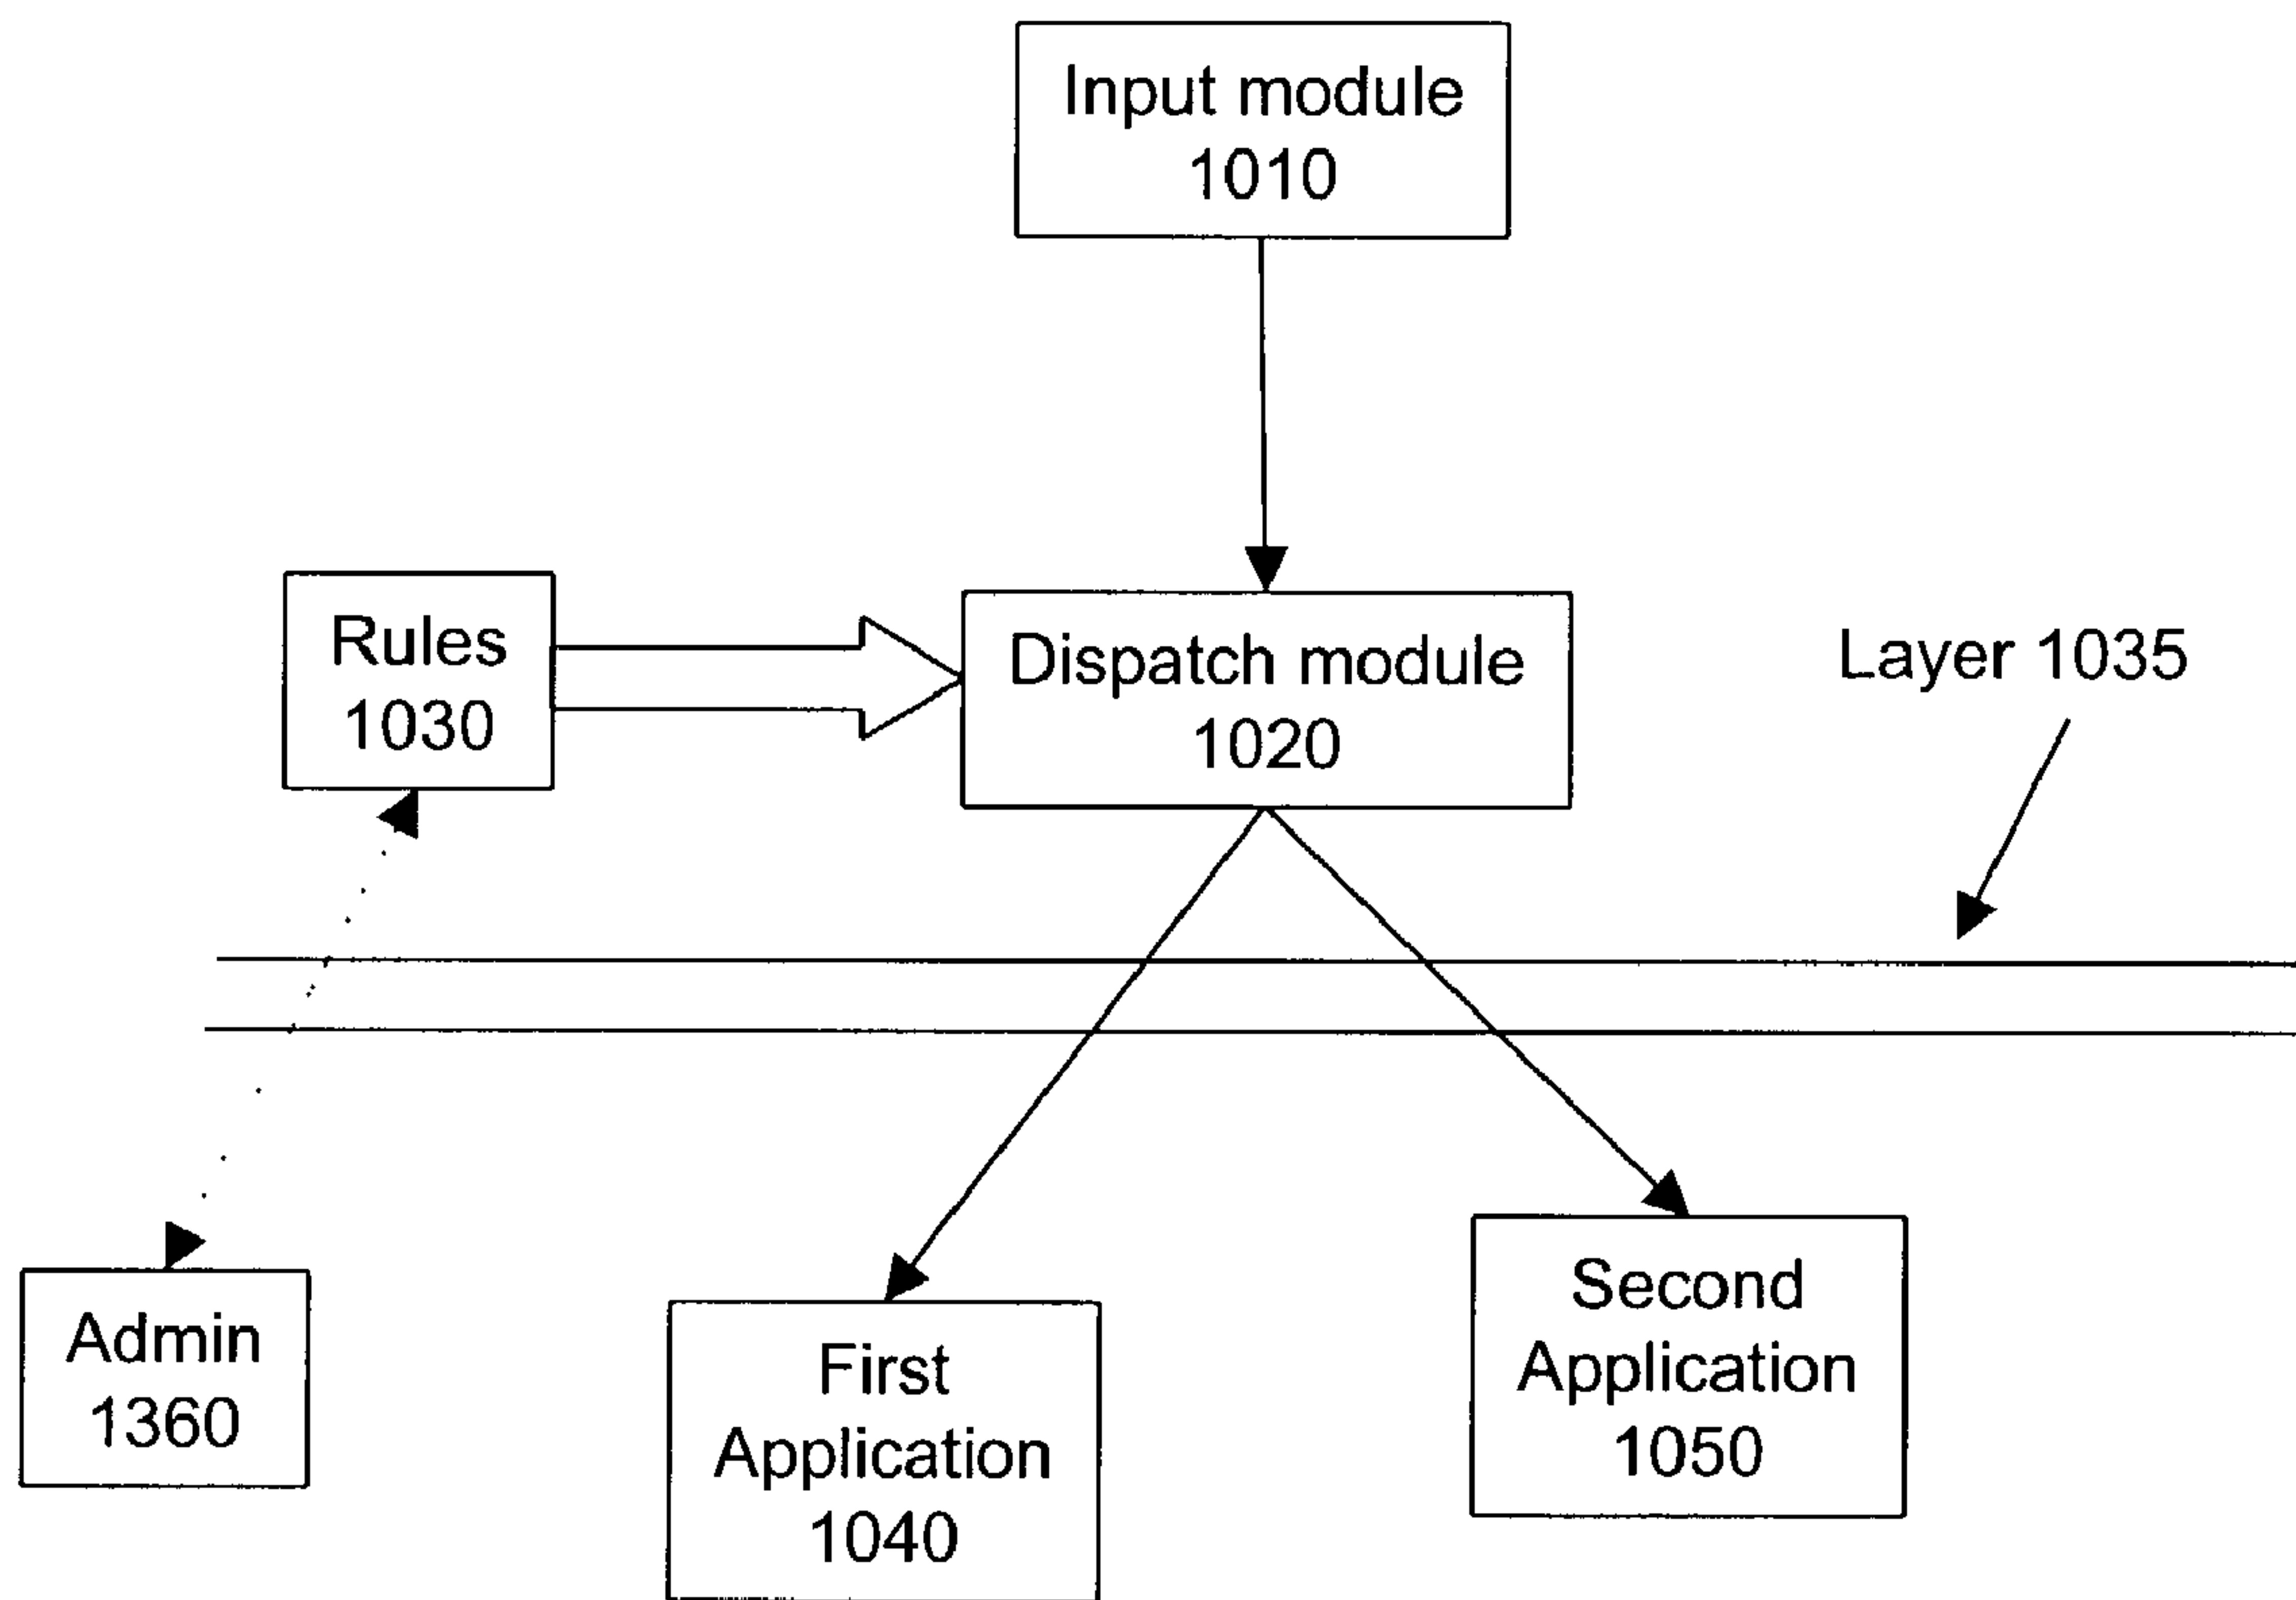 Input module
1010
Rules
1030
Dispatch module
1020
Layer 1035
Admin
1360
First
Application
1040
Second
Application
1050